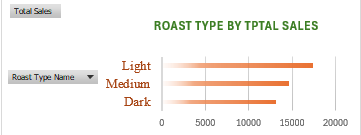 Total Sales
ROAST TYPE BY TPTAL SALES
Light
Roast Type Name
Medium
Dark
0 5000 10000 15000 20000